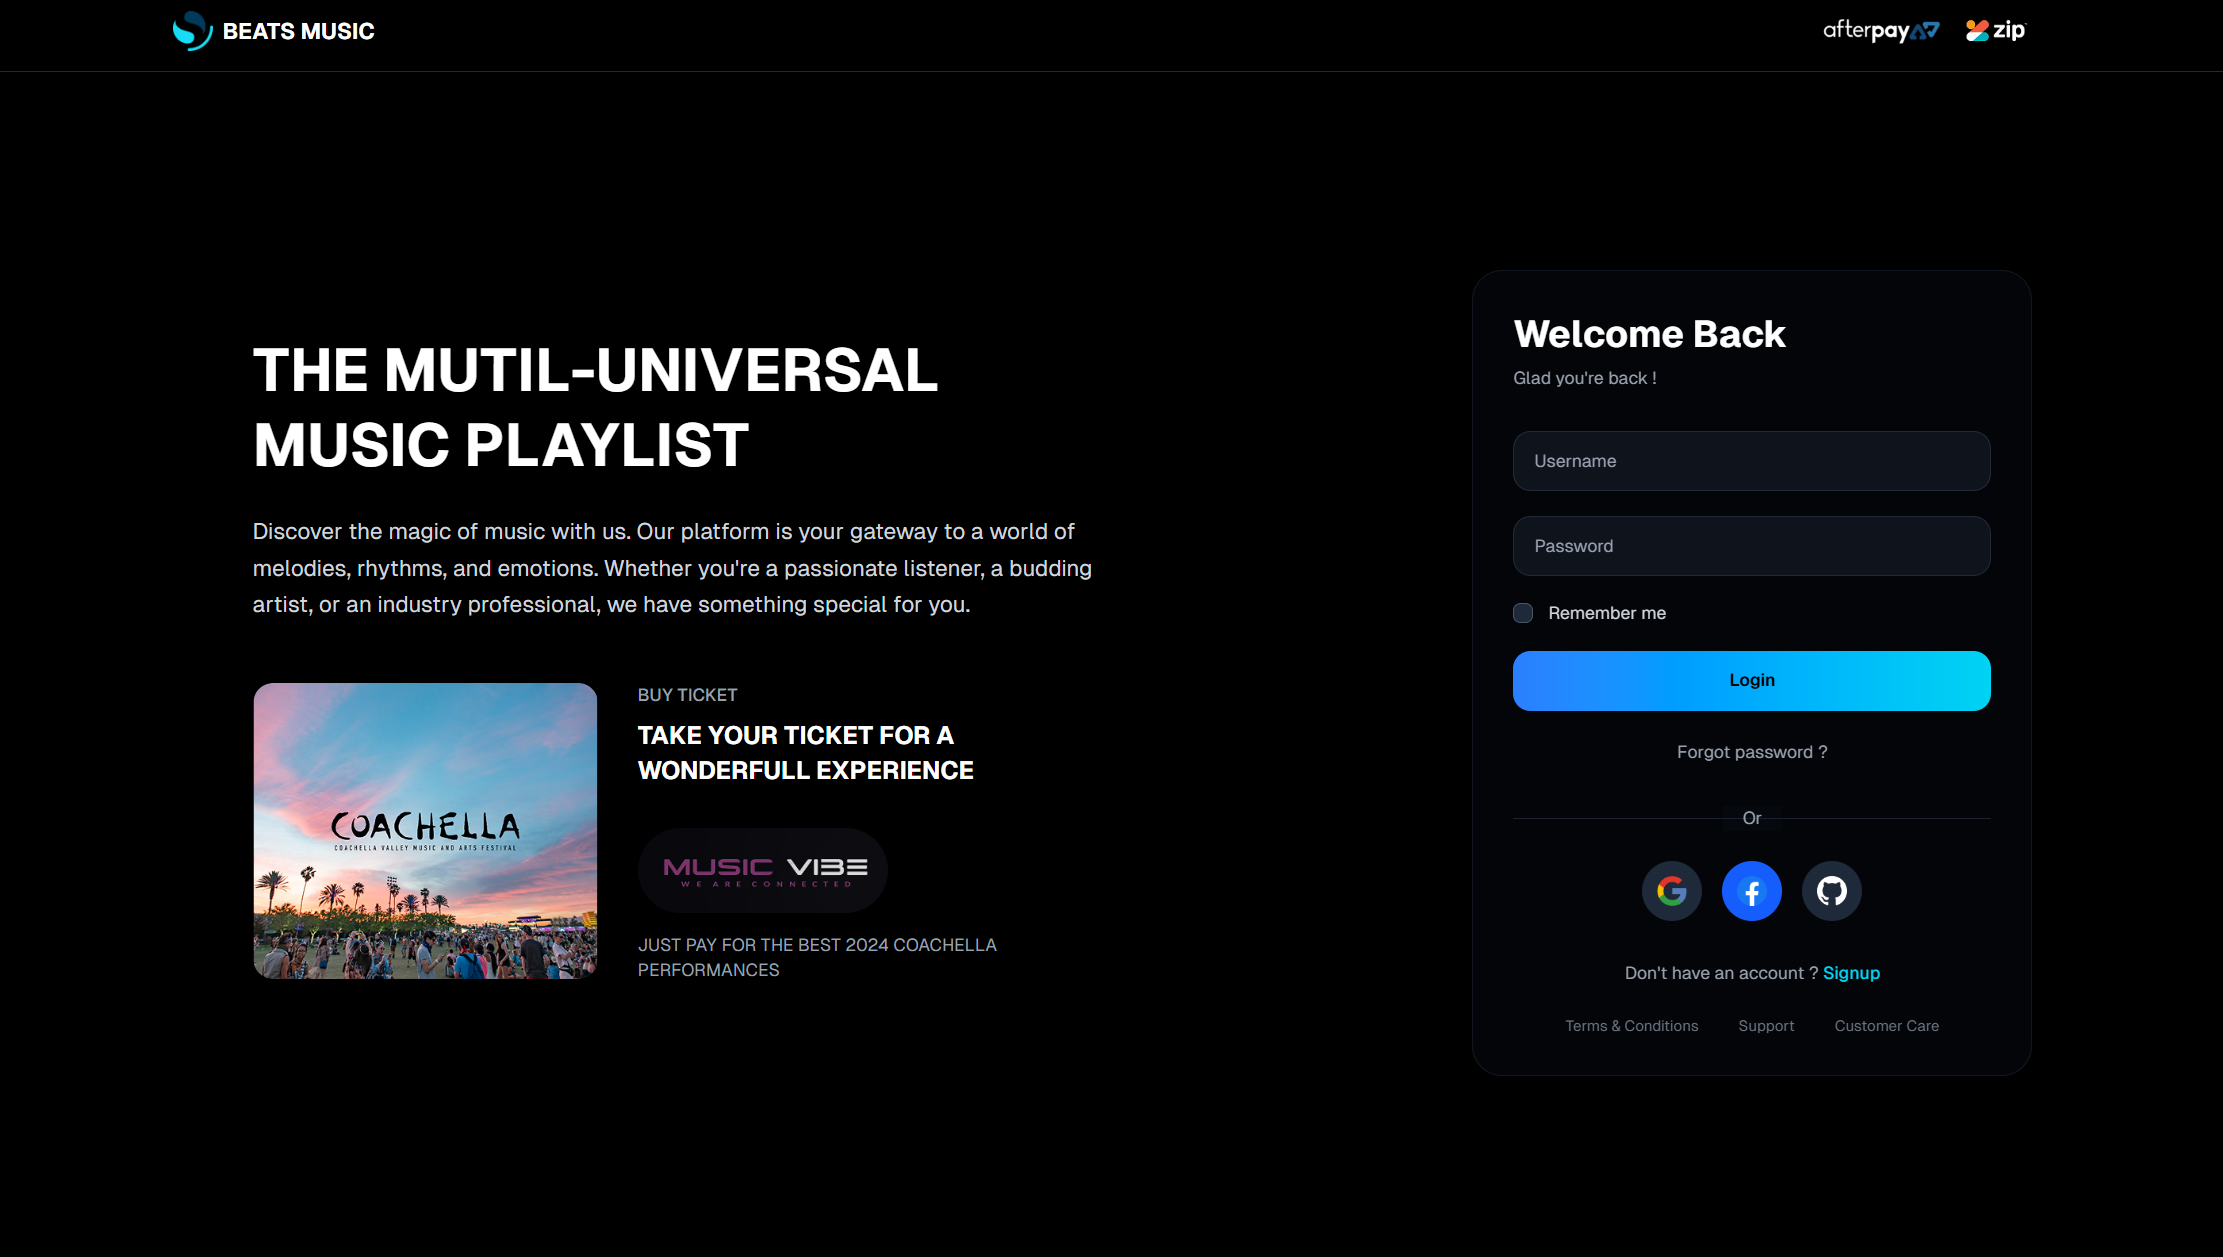 BEATS MUSIC
afterpay
zip
THE MUTIL-UNIVERSAL
MUSIC PLAYLIST
Discover the magic of music with us. Our platform is your gateway to a world of
melodies, rhythms, and emotions. Whether you're a passionate listener, a budding
artist, or an industry professional, we have something special for you.
COACHELLA
COACHELLA VALLEY MUSIC AND ARTS FESTIVAL
BUY TICKET
TAKE YOUR TICKET FOR A
WONDERFULL EXPERIENCE
MUSIC VIBE
WE ARE CONNECTED
JUST PAY FOR THE BEST 2024 COACHELLA
PERFORMANCES
Welcome Back
Glad you're back !
Username
Password
Remember me
Login
Forgot password ?
Or
Don't have an account ? Signup
Terms & Conditions
Support
Customer Care